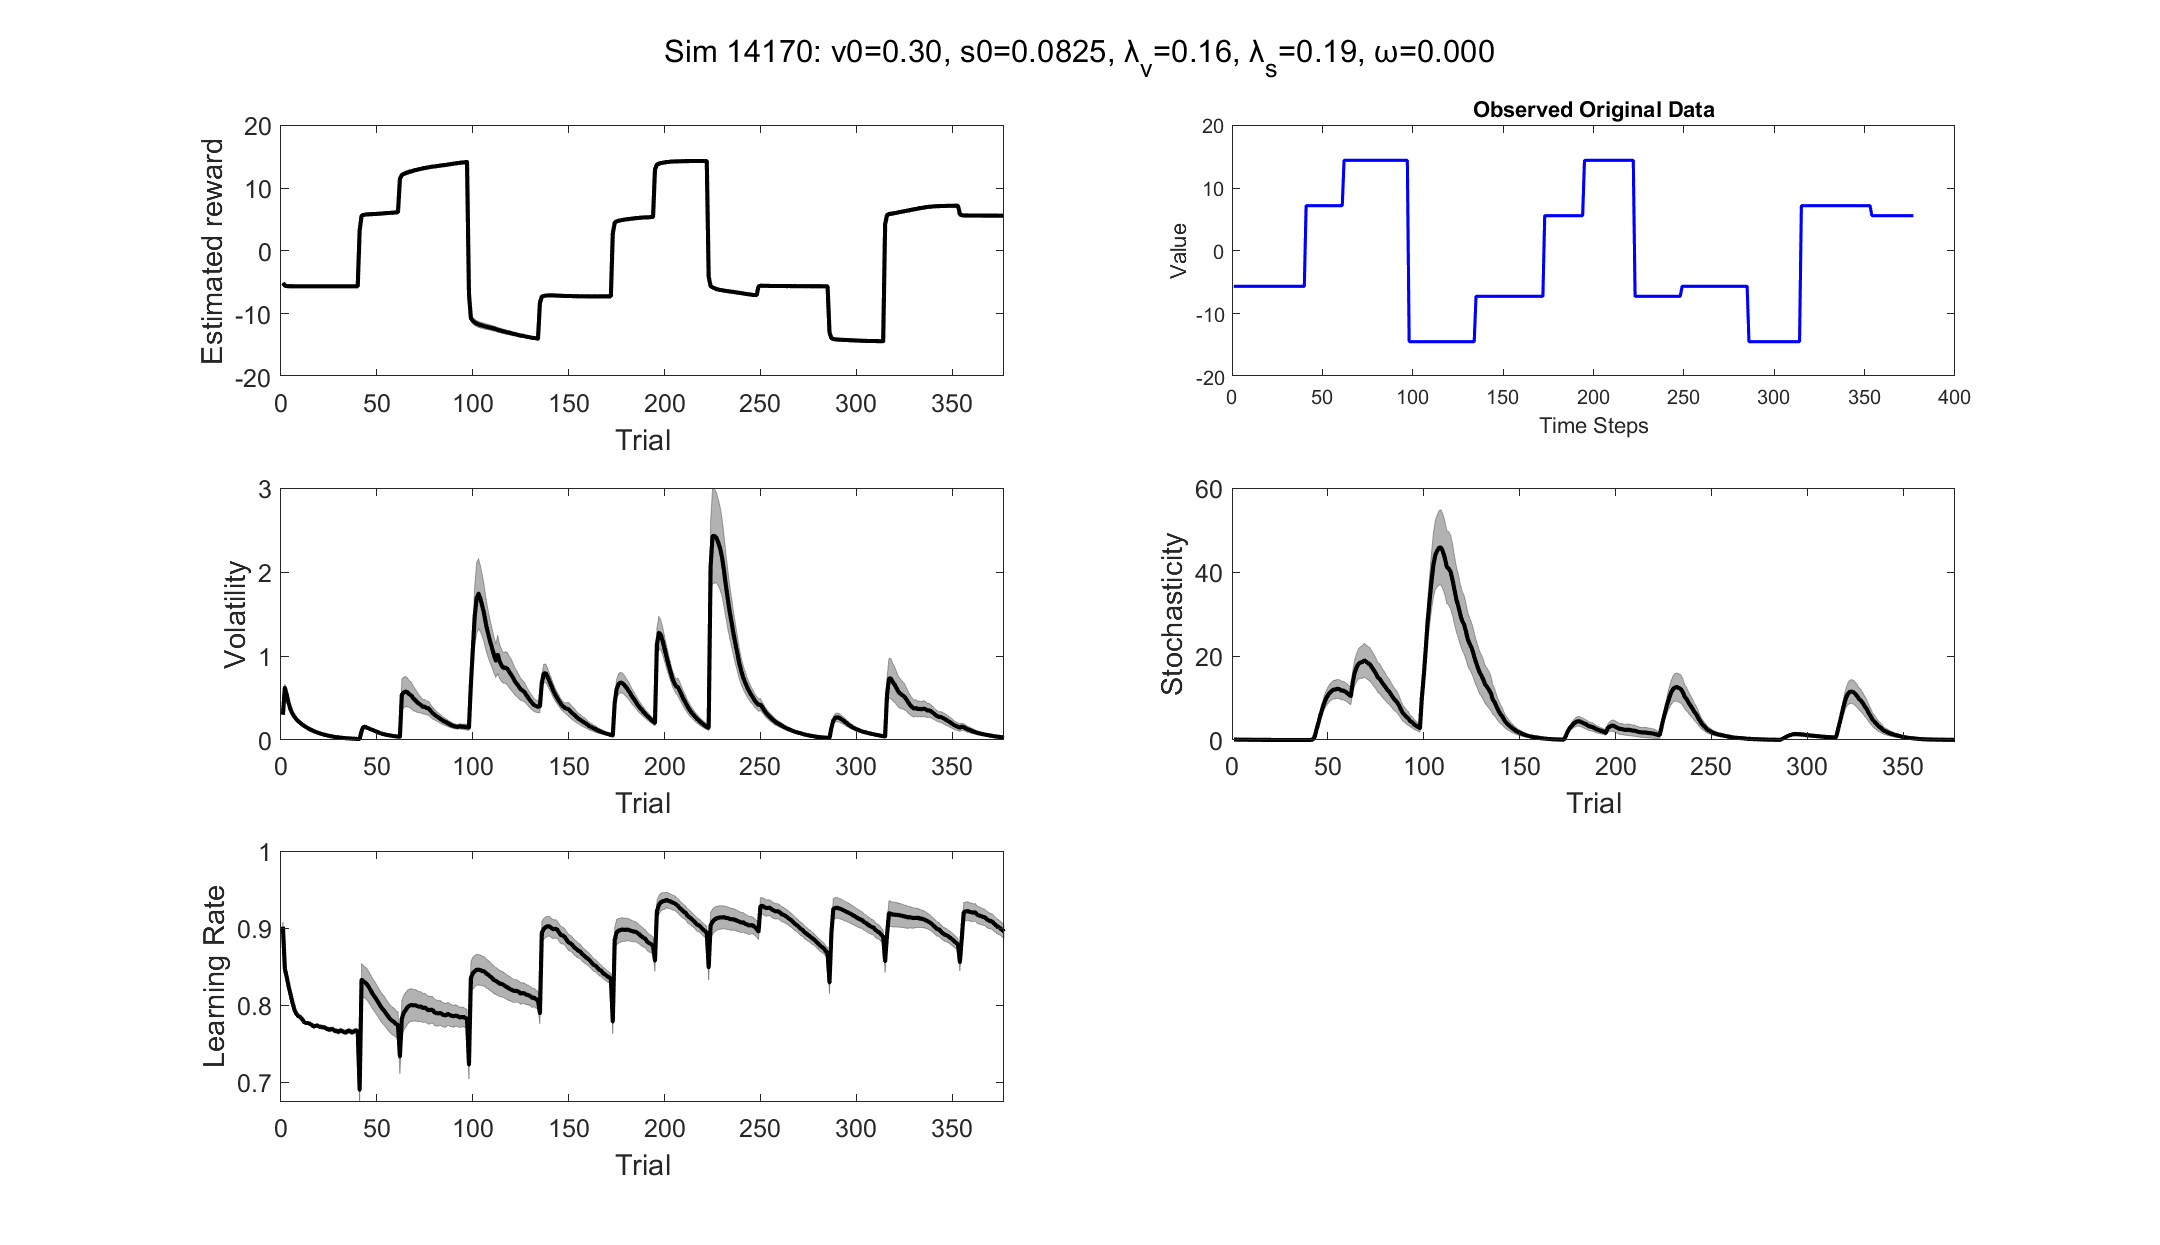 Sim 14170: v0=0.30, s0=0.0825, λv=0.16, λs=0.19, ω=0.000
Estimated reward
20
10
0
-10
-20
0 50 100 150 200 250 300 350
Trial
Observed Original Data
Value
20
10
0
-10
-20
0 50 100 150 200 250 300 350 400
Time Steps
Volatility
3
2
1
0
0 50 100 150 200 250 300 350
Trial
Stochasticity
60
40
20
0
0 50 100 150 200 250 300 350
Trial
Learning Rate
1
0.9
0.8
0.7
0 50 100 150 200 250 300 350
Trial